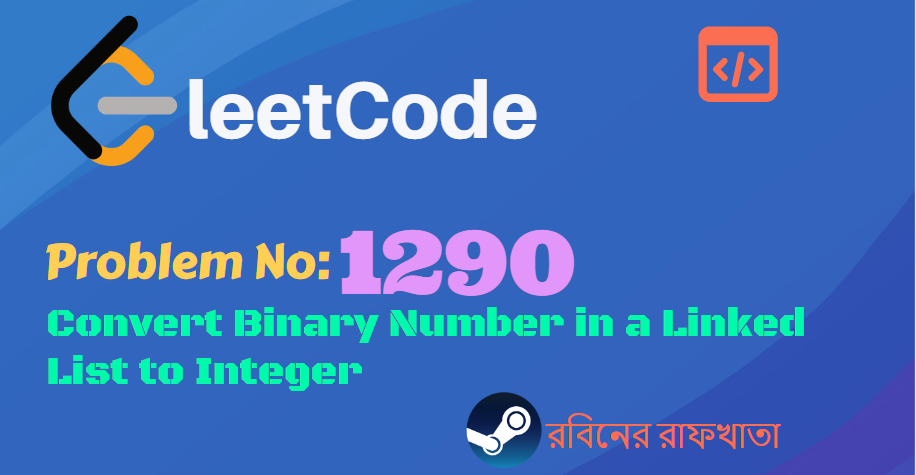 leetCode
</>
Problem No: 1290
Convert Binary Number in a Linked
List to Integer
রবিনের রাফখাতা